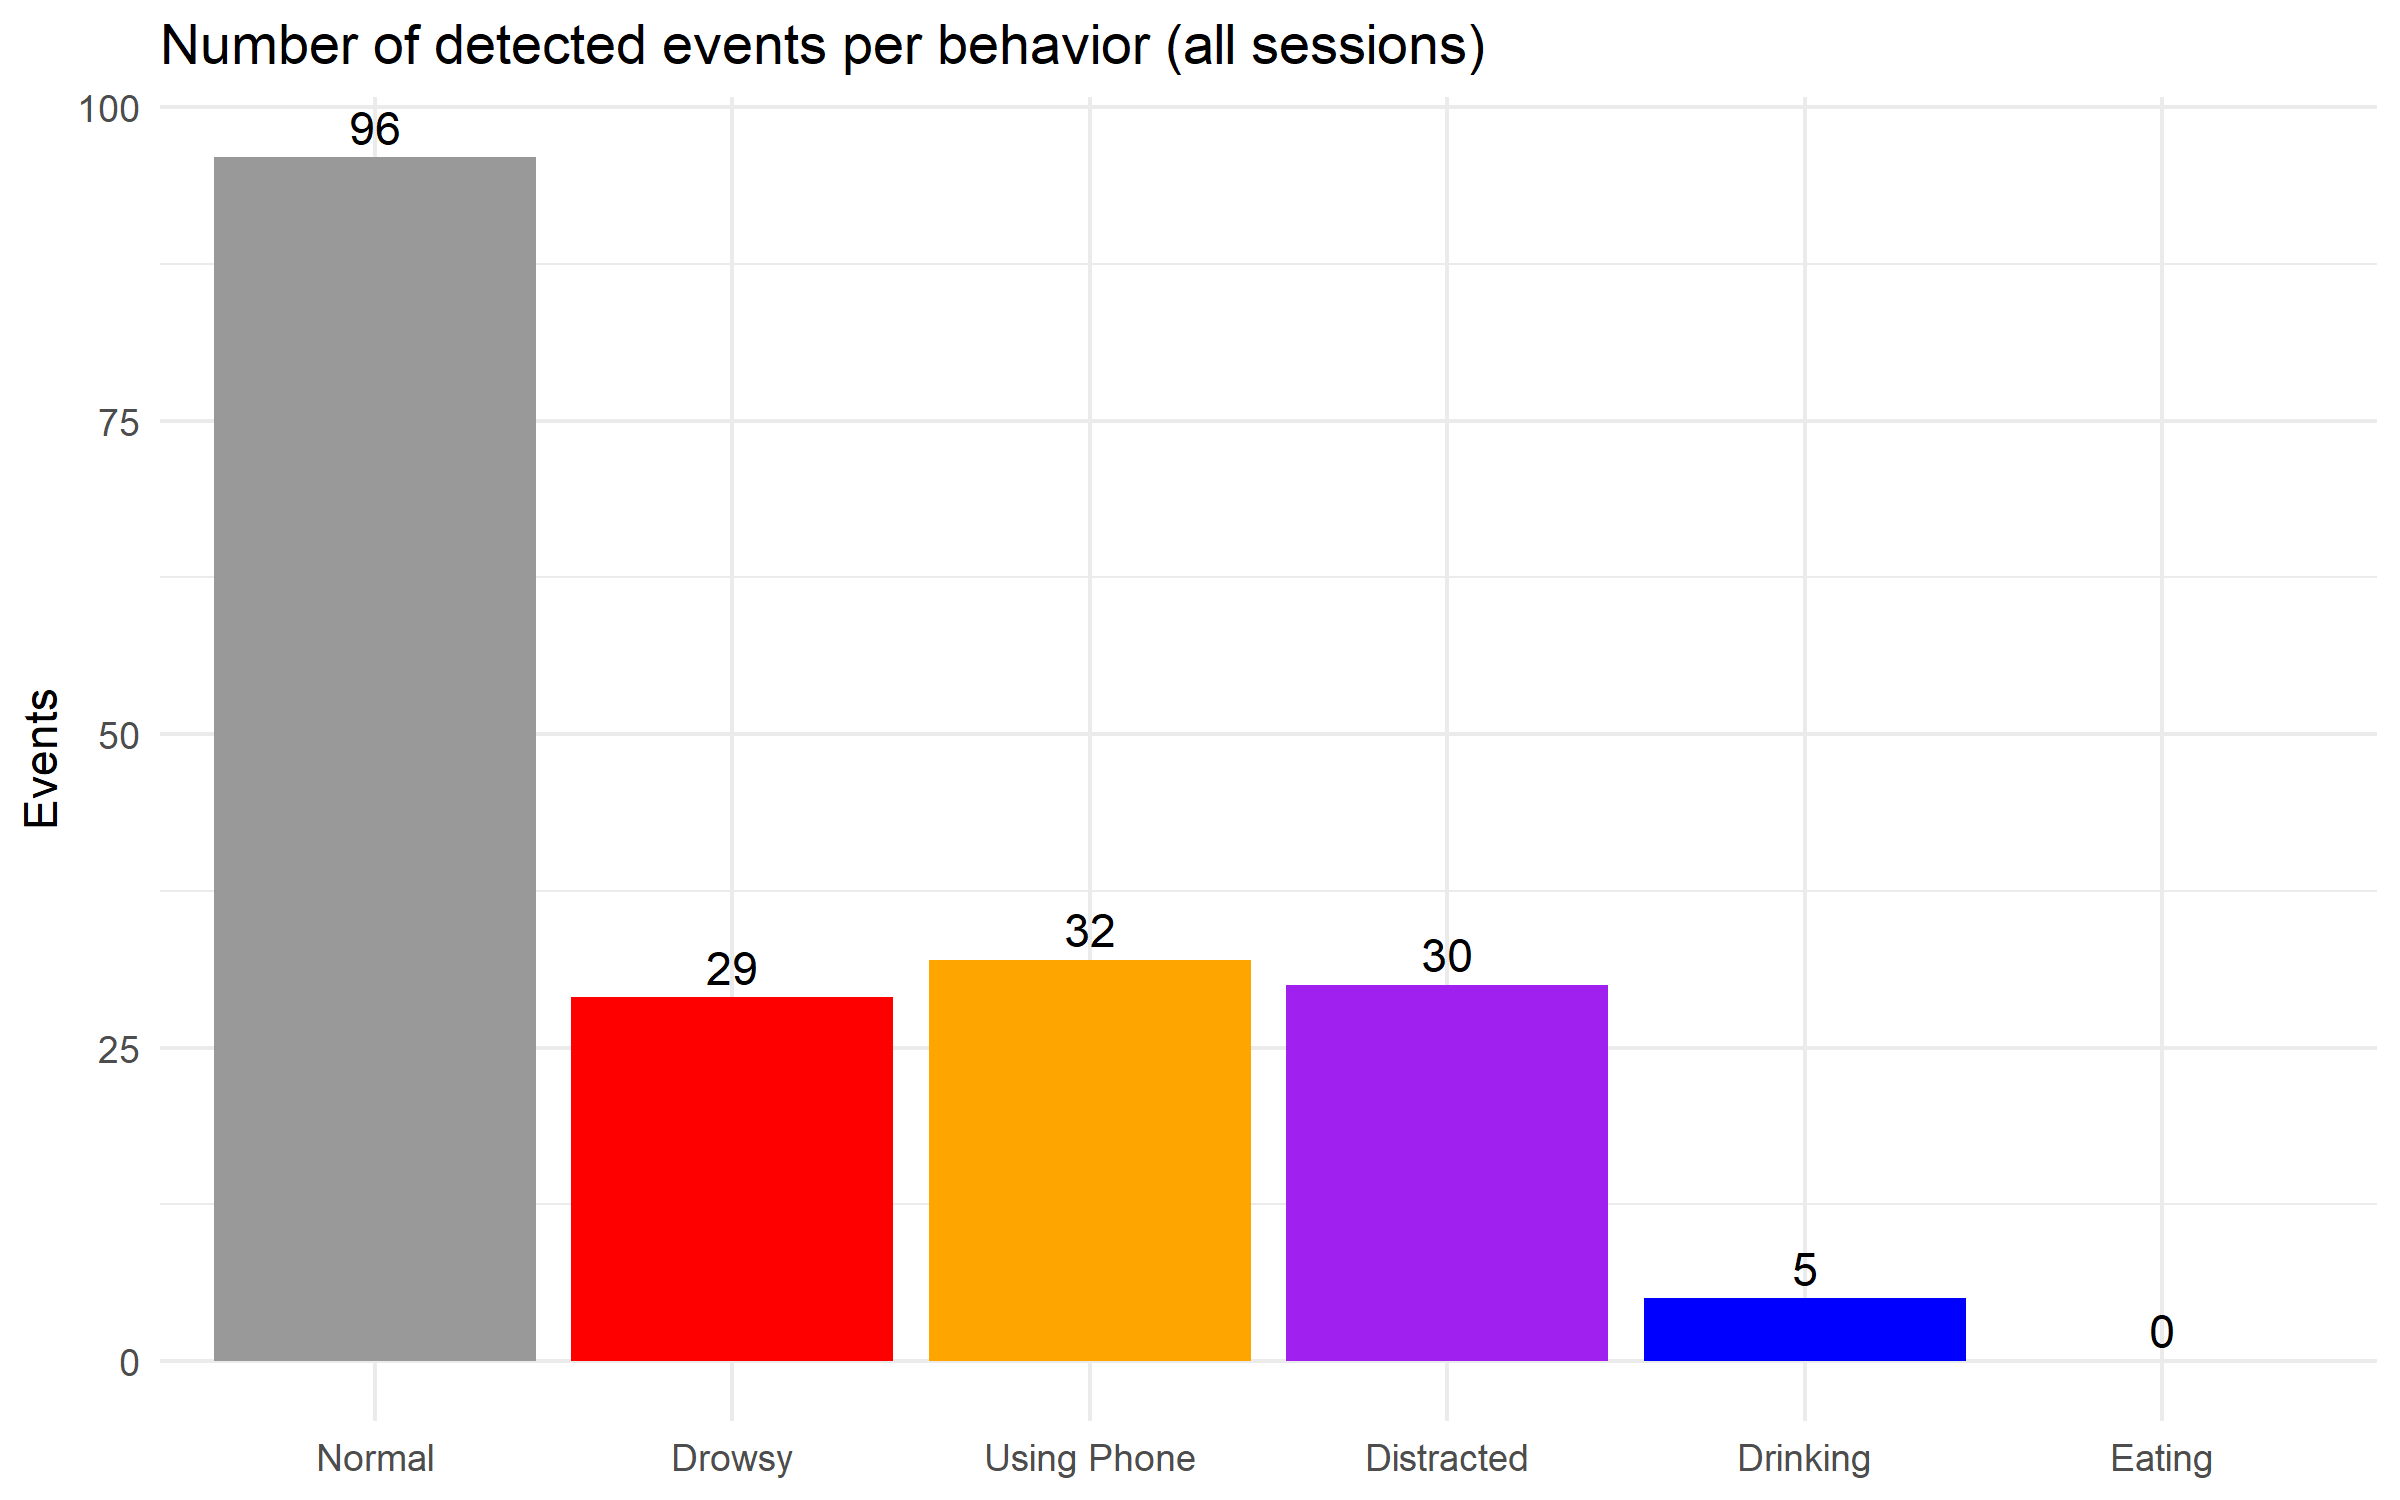 Number of detected events per behavior (all sessions)
100
75
50
25
0
Events
96
29
32
30
5
0
Normal
Drowsy
Using Phone
Distracted
Drinking
Eating